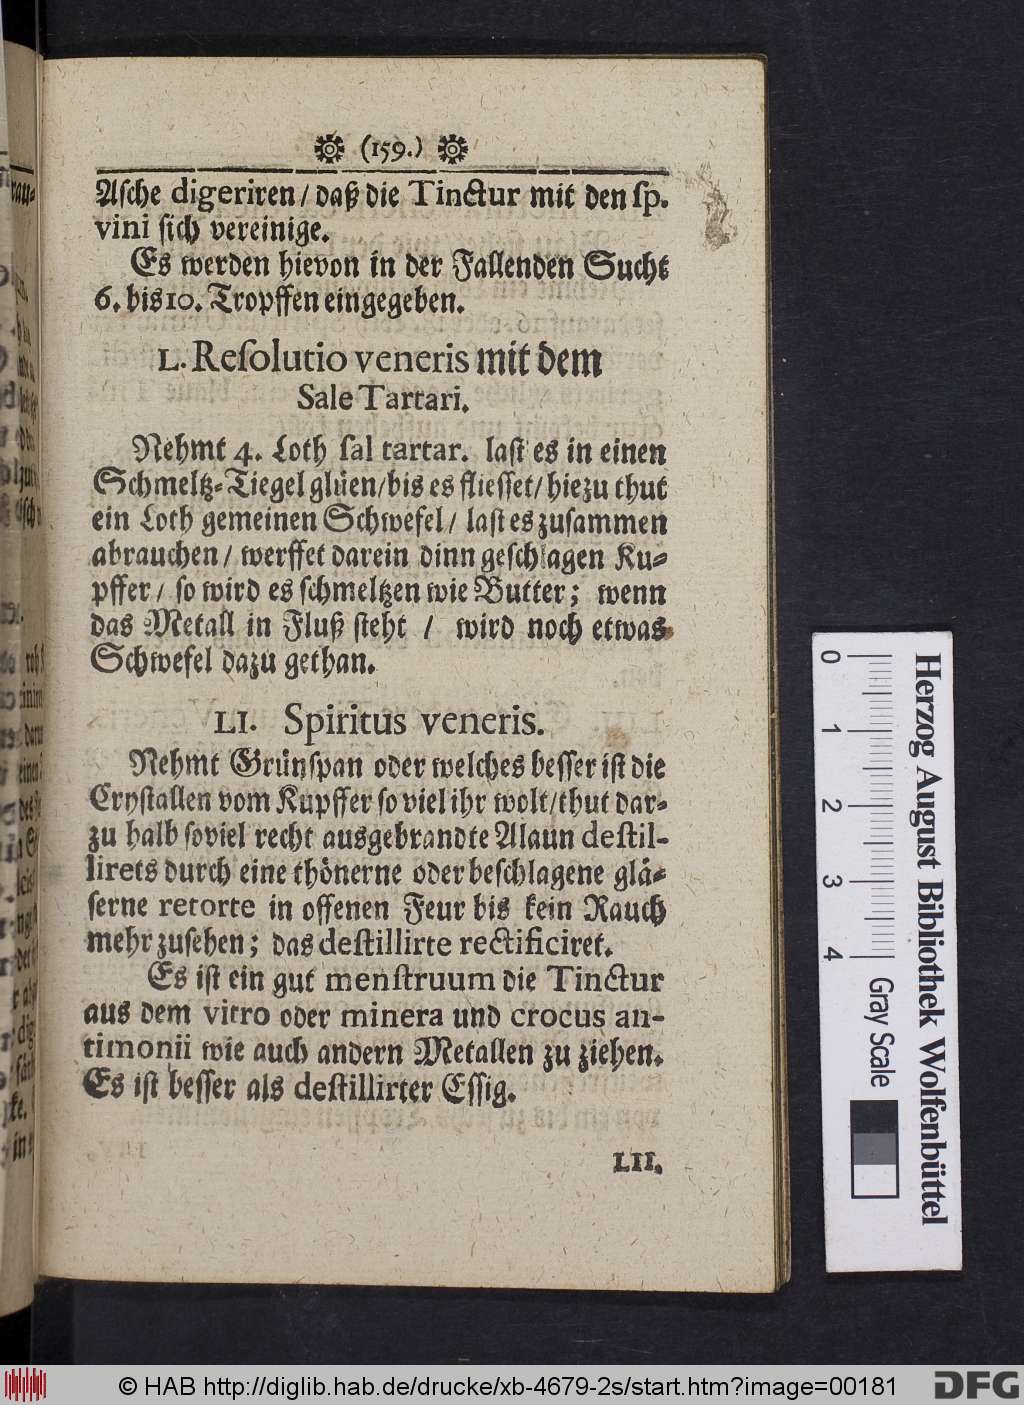 (159.)
Asche digeriren / daß die Tinctur mit den sp.
vini sich vereinige.
Es werden hievon in der Fallenden Sucht
6. bis 10. Tropffen eingegeben.
L. Resolutio veneris mit dem
Sale Tartari.
Nehmt 4. Loth sal tartar. last es in einen
Schmeltz-Tiegel glüen/bis es fliesset/hiezu thut
ein Loth gemeinen Schwefel / last es zusammen
abrauchen / werffet darein dinn geschlagen Ku-
pffer / so wird es schmeltzen wie Butter; wenn
das Metall in Fluß steht / wird noch etwas
Schwefel dazu gethan.
LI. Spiritus veneris.
Nehmt Grünspan oder welches besser ist die
Crystallen vom Kupffer so viel ihr wolt/thut dar-
zu halb soviel recht ausgebrandte Alaun destil-
lirets durch eine thönerne oder beschlagene glä-
serne retorte in offenen Feur bis kein Rauch
mehr zusehen; das destillirte rectificiret.
Es ist ein gut menstruum die Tinctur
aus dem vitro oder minera und crocus an-
timonii wie auch andern Metallen zu ziehen.
Es ist besser als destillirter Essig.
LII.
0 1 2 3 4
Gray Scale
Herzog August Bibliothek Wolfenbüttel
© HAB http://diglib.hab.de/drucke/xb-4679-2s/start.htm?image=00181
DFG